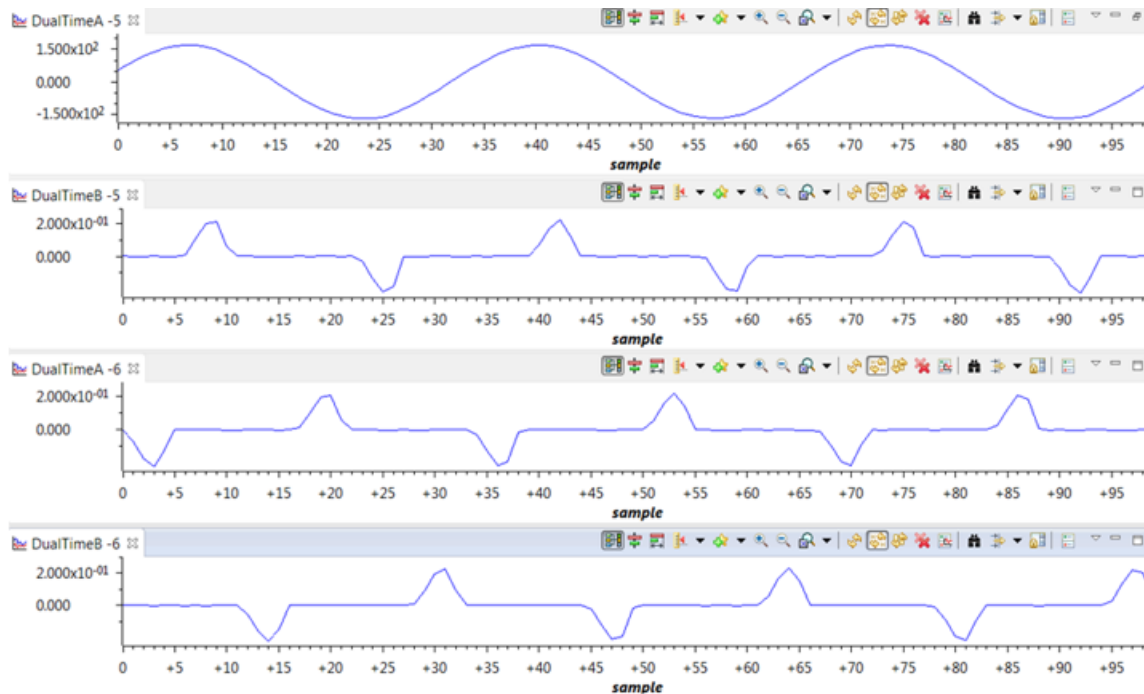 DualTimeA -5
1.500x10²
0.000
-1.500x10²
0 +5 +10 +15 +20 +25 +30 +35 +40 +45 +50 +55 +60 +65 +70 +75 +80 +85 +90 +95
sample
DualTimeB -5
2.000x10⁻⁰¹
0.000
0 +5 +10 +15 +20 +25 +30 +35 +40 +45 +50 +55 +60 +65 +70 +75 +80 +85 +90 +95
sample
DualTimeA -6
2.000x10⁻⁰¹
0.000
0 +5 +10 +15 +20 +25 +30 +35 +40 +45 +50 +55 +60 +65 +70 +75 +80 +85 +90 +95
sample
DualTimeB -6
2.000x10⁻⁰¹
0.000
0 +5 +10 +15 +20 +25 +30 +35 +40 +45 +50 +55 +60 +65 +70 +75 +80 +85 +90 +95
sample